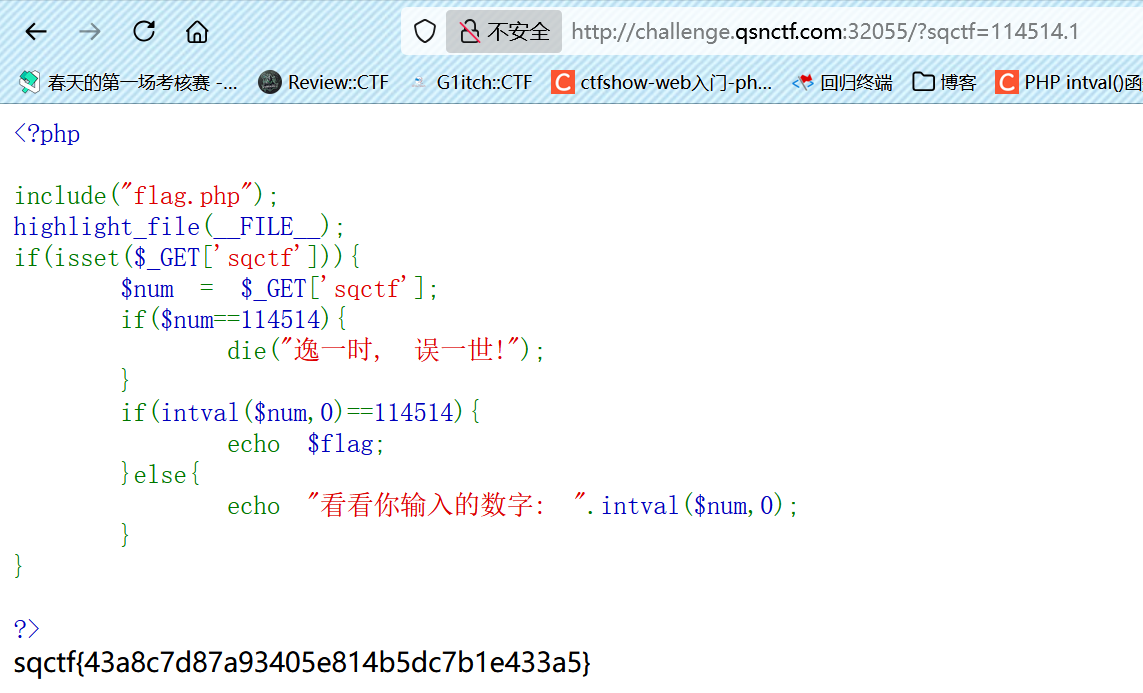 不安全 http://challenge.qsnctf.com:32055/?sqctf=114514.1
春天的第一场考核赛 -... Review::CTF G1itch::CTF C ctfshow-web入门-ph... 回归终端 博客 C PHP intval()函
<?php
include("flag.php");
highlight_file(__FILE__);
if(isset($_GET['sqctf'])){
$num = $_GET['sqctf'];
if($num==114514){
die("逸一时, 误一世!");
}
if(intval($num,0)==114514){
echo $flag;
}else{
echo "看看你输入的数字: ".intval($num,0);
}
}
?>
sqctf{43a8c7d87a93405e814b5dc7b1e433a5}